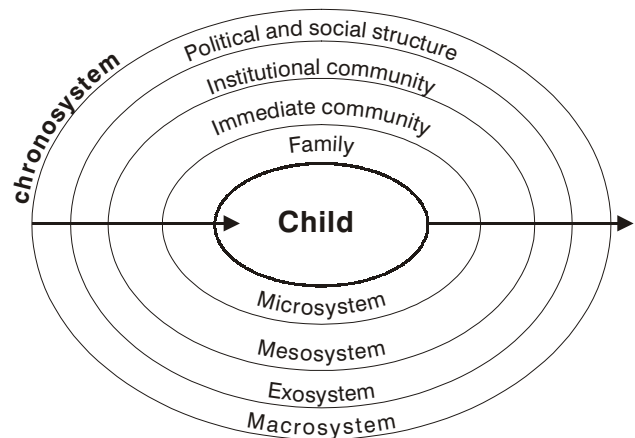 Political and social structure
chronosystem
Institutional community
Immediate community
Family
Child
Microsystem
Mesosystem
Exosystem
Macrosystem